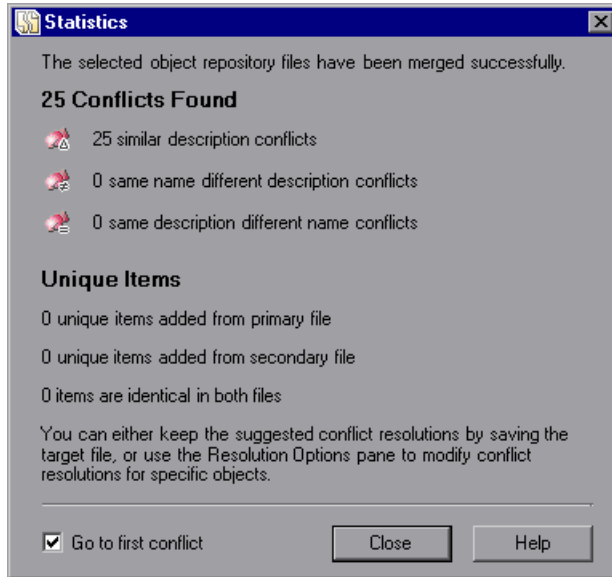 Statistics
The selected object repository files have been merged successfully.
25 Conflicts Found
25 similar description conflicts
0 same name different description conflicts
0 same description different name conflicts
Unique Items
0 unique items added from primary file
0 unique items added from secondary file
0 items are identical in both files
You can either keep the suggested conflict resolutions by saving the
target file, or use the Resolution Options pane to modify conflict
resolutions for specific objects.
Go to first conflict
Close
Help